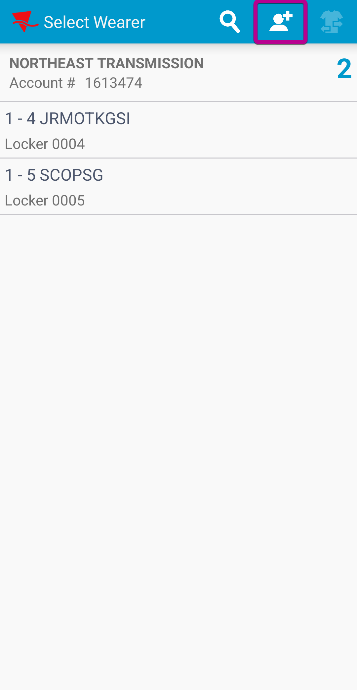 Select Wearer
NORTHEAST TRANSMISSION
2
Account # 1613474
1 - 4 JRMOTKGSI
Locker 0004
1 - 5 SCOPSG
Locker 0005